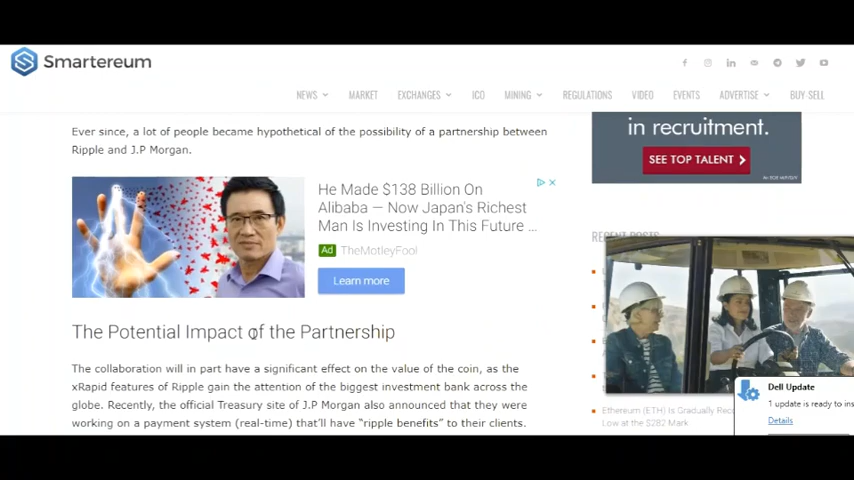 Smartereum
NEWS MARKET EXCHANGES ICO MINING REGULATIONS VIDEO EVENTS ADVERTISE BUY-SELL
Ever since, a lot of people became hypothetical of the possibility of a partnership between
Ripple and J.P Morgan.
He Made $138 Billion On
Alibaba — Now Japan's Richest
Man Is Investing In This Future ...
Ad TheMotleyFool
Learn more
The Potential Impact of the Partnership
The collaboration will in part have a significant effect on the value of the coin, as the
xRapid features of Ripple gain the attention of the biggest investment bank across the
globe. Recently, the official Treasury site of J.P Morgan also announced that they were
working on a payment system (real-time) that'll have “ripple benefits” to their clients.
in recruitment.
SEE TOP TALENT
RECENT POSTS
Ethereum (ETH) Is Gradually
Low at the $282 Mark
Dell Update
1 update is ready to ins
Details